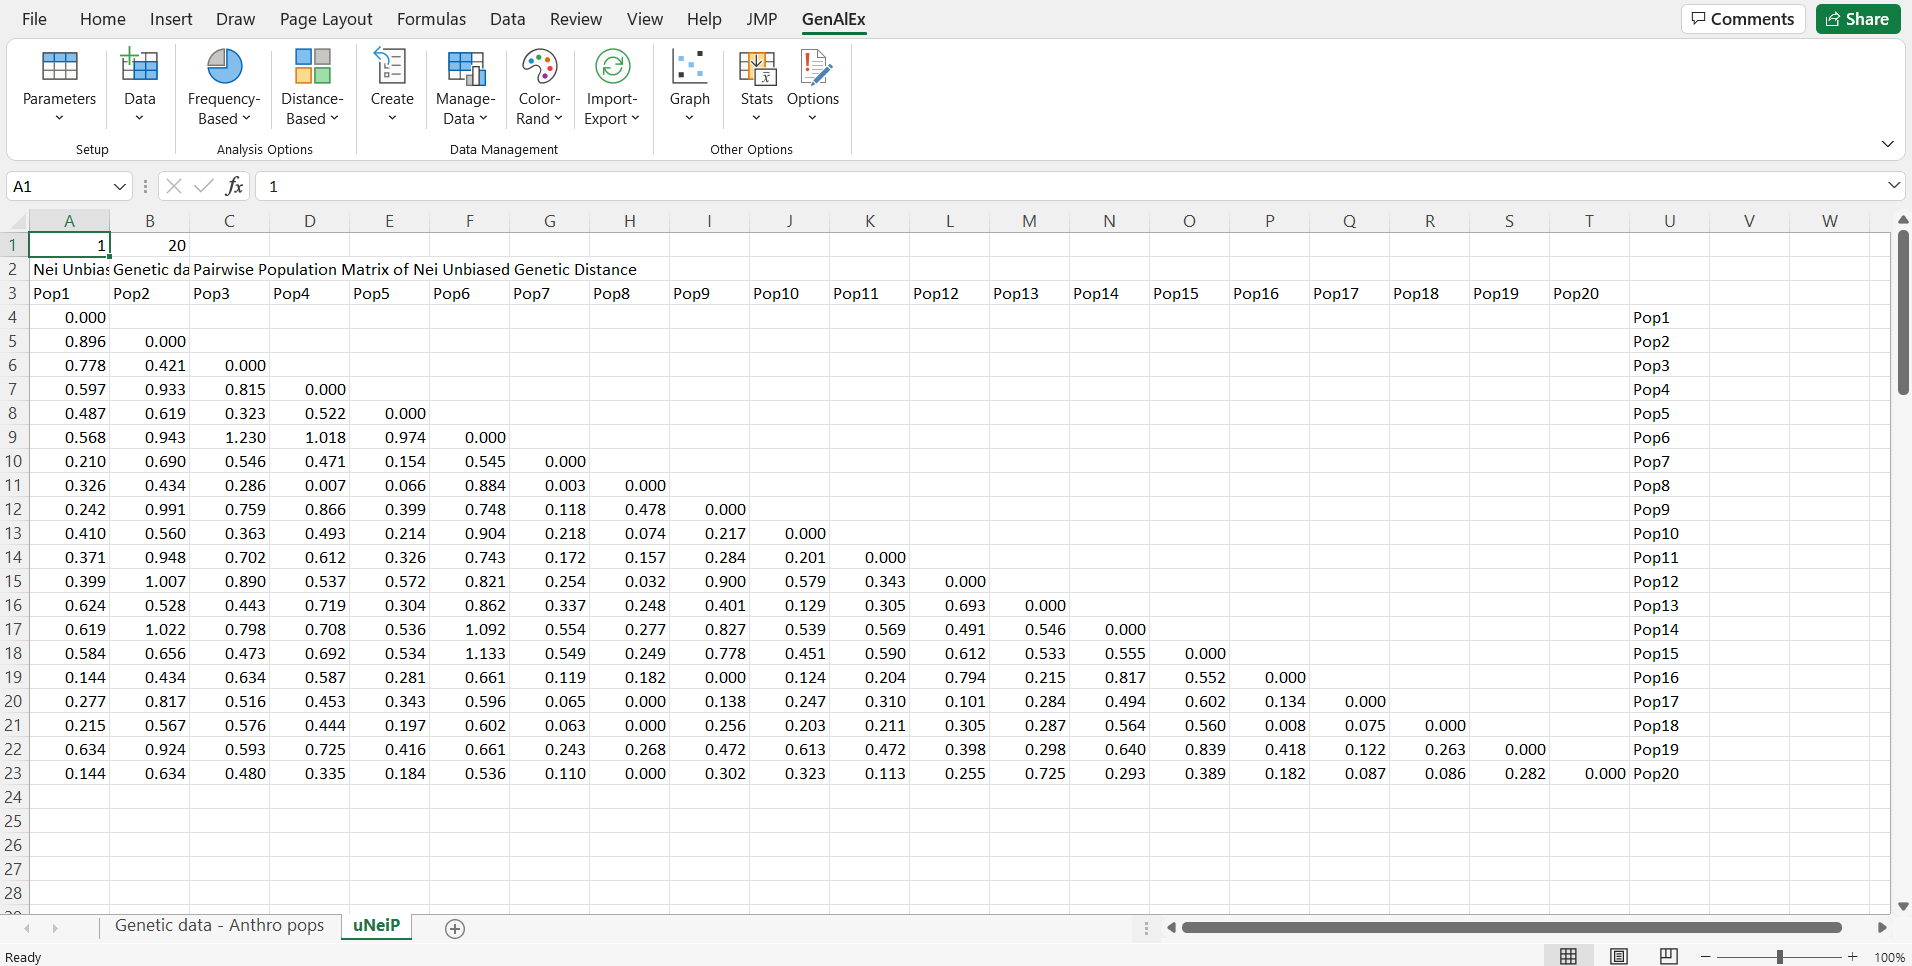 File Home Insert Draw Page Layout Formulas Data Review View Help JMP GenAlEx Comments Share
Parameters Data Frequency-Based Distance-Based Create Manage-Data Color-Rand Import-Export Graph Stats Options
Setup Analysis Options Data Management Other Options
A1 fx 1
A B C D E F G H I J K L M N O P Q R S T U V W
1 1 20
2 Nei Unbias Genetic da Pairwise Population Matrix of Nei Unbiased Genetic Distance
3 Pop1 Pop2 Pop3 Pop4 Pop5 Pop6 Pop7 Pop8 Pop9 Pop10 Pop11 Pop12 Pop13 Pop14 Pop15 Pop16 Pop17 Pop18 Pop19 Pop20
4 0.000 Pop1
5 0.896 0.000 Pop2
6 0.778 0.421 0.000 Pop3
7 0.597 0.933 0.815 0.000 Pop4
8 0.487 0.619 0.323 0.522 0.000 Pop5
9 0.568 0.943 1.230 1.018 0.974 0.000 Pop6
10 0.210 0.690 0.546 0.471 0.154 0.545 0.000 Pop7
11 0.326 0.434 0.286 0.007 0.066 0.884 0.003 0.000 Pop8
12 0.242 0.991 0.759 0.866 0.399 0.748 0.118 0.478 0.000 Pop9
13 0.410 0.560 0.363 0.493 0.214 0.904 0.218 0.074 0.217 0.000 Pop10
14 0.371 0.948 0.702 0.612 0.326 0.743 0.172 0.157 0.284 0.201 0.000 Pop11
15 0.399 1.007 0.890 0.537 0.572 0.821 0.254 0.032 0.900 0.579 0.343 0.000 Pop12
16 0.624 0.528 0.443 0.719 0.304 0.862 0.337 0.248 0.401 0.129 0.305 0.693 0.000 Pop13
17 0.619 1.022 0.798 0.708 0.536 1.092 0.554 0.277 0.827 0.539 0.569 0.491 0.546 0.000 Pop14
18 0.584 0.656 0.473 0.692 0.534 1.133 0.549 0.249 0.778 0.451 0.590 0.612 0.533 0.555 0.000 Pop15
19 0.144 0.434 0.634 0.587 0.281 0.661 0.119 0.182 0.000 0.124 0.204 0.794 0.215 0.817 0.552 0.000 Pop16
20 0.277 0.817 0.516 0.453 0.343 0.596 0.065 0.000 0.138 0.247 0.310 0.101 0.284 0.494 0.602 0.134 0.000 Pop17
21 0.215 0.567 0.576 0.444 0.197 0.602 0.063 0.000 0.256 0.203 0.211 0.305 0.287 0.564 0.560 0.008 0.075 0.000 Pop18
22 0.634 0.924 0.593 0.725 0.416 0.661 0.243 0.268 0.472 0.613 0.472 0.398 0.298 0.640 0.839 0.418 0.122 0.263 0.000 Pop19
23 0.144 0.634 0.480 0.335 0.184 0.536 0.110 0.000 0.302 0.323 0.113 0.255 0.725 0.293 0.389 0.182 0.087 0.086 0.282 0.000 Pop20
24
25
26
27
28
Genetic data - Anthro pops uNeiP
Ready 100%